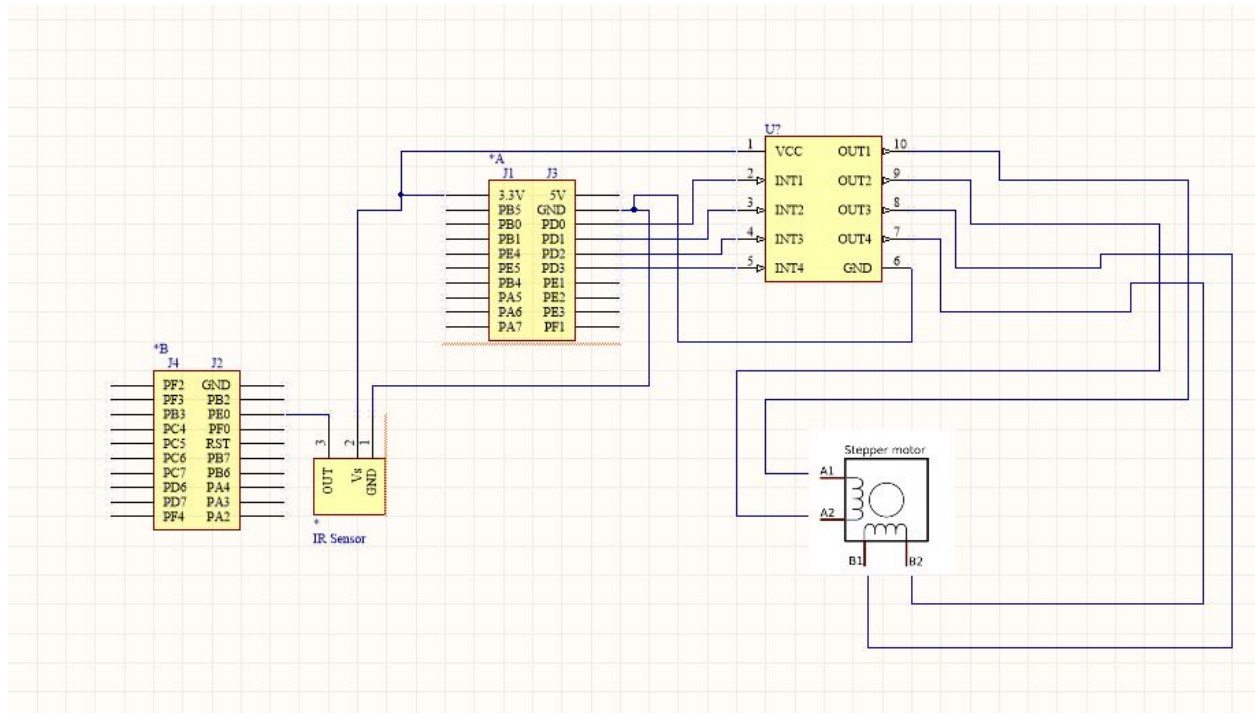 U?
1 VCC OUT1 10
2 INT1 OUT2 9
3 INT2 OUT3 8
4 INT3 OUT4 7
5 INT4 GND 6
*A
J1 J3
3.3V 5V
PB5 GND
PB0 PD0
PB1 PD1
PE4 PD2
PE5 PD3
PB4 PE1
PA5 PE2
PA6 PE3
PA7 PF1
*B
J4 J2
PF2 GND
PF3 PB2
PB3 PE0
PC4 PF0
PC5 RST
PC6 PB7
PC7 PB6
PD6 PA4
PD7 PA3
PF4 PA2
3 2 1
OUT Vs GND
*
IR Sensor
Stepper motor
A1
A2
B1 B2